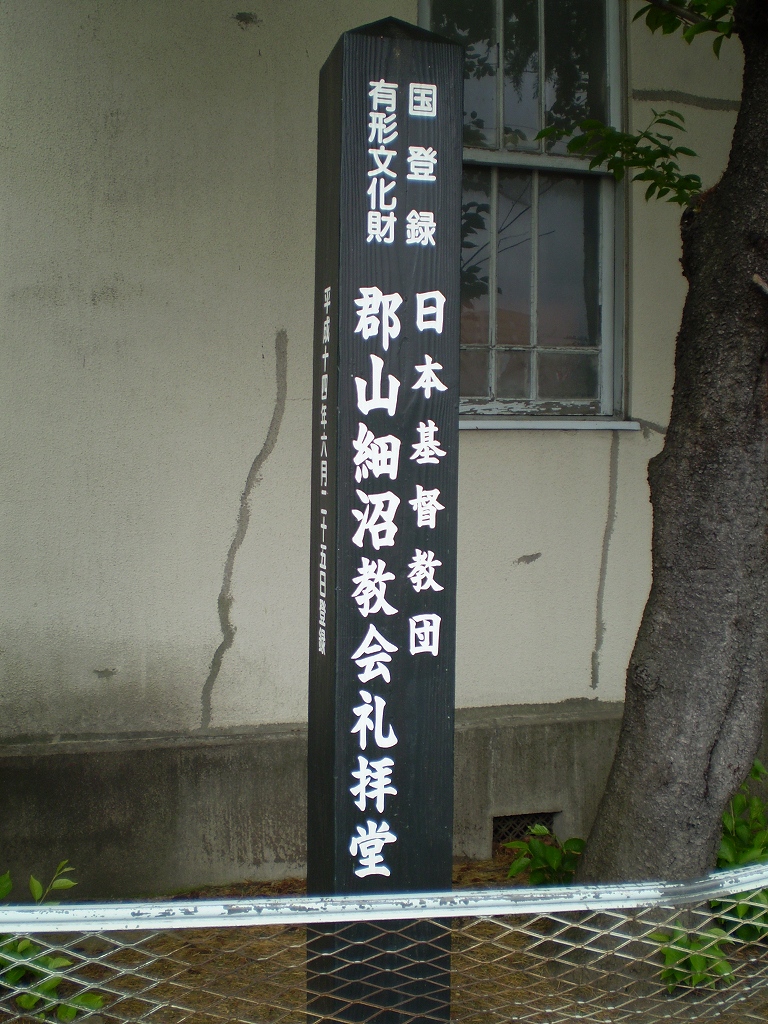 国登録
有形文化財
日本基督教団
郡山細沼教会礼拝堂
平成十四年六月二十五日登録